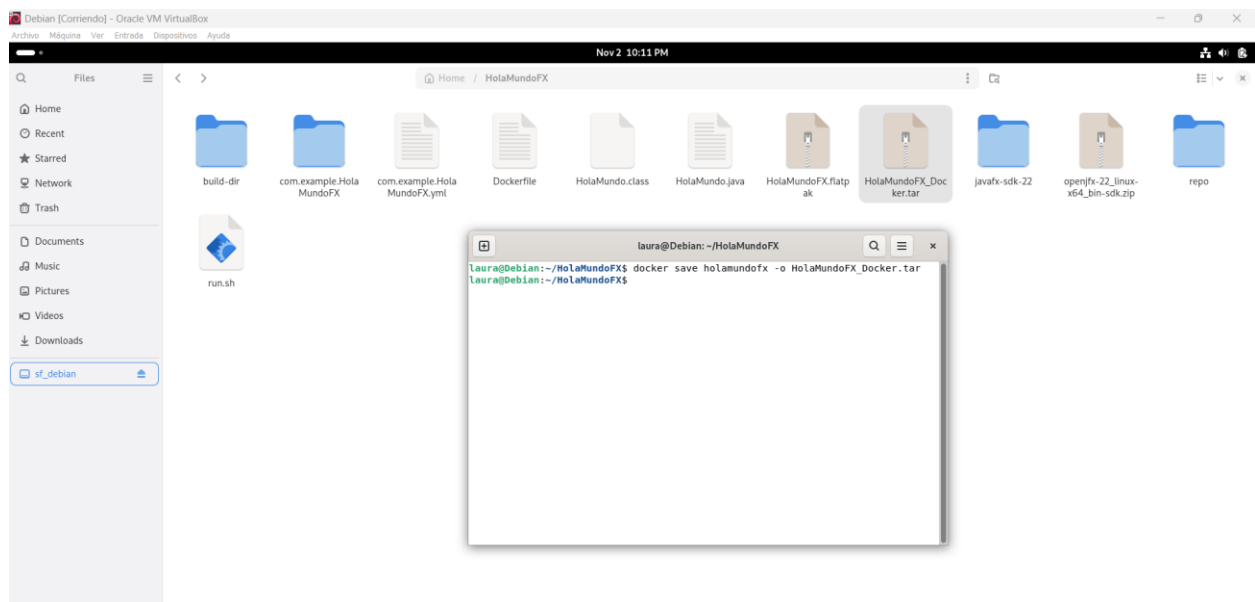 Debian [Corriendo] - Oracle VM VirtualBox
Archivo Máquina Ver Entrada Dispositivos Ayuda
Nov 2 10:11 PM
Files
Home / HolaMundoFX
Home
Recent
Starred
Network
Trash
Documents
Music
Pictures
Videos
Downloads
sf_debian
build-dir
com.example.Hola
MundoFX
com.example.Hola
MundoFX.yml
Dockerfile
HolaMundo.class
HolaMundo.java
HolaMundoFX.flatp
ak
HolaMundoFX_Doc
ker.tar
javafx-sdk-22
openjfx-22_linux-
x64_bin-sdk.zip
repo
run.sh
laura@Debian: ~/HolaMundoFX
laura@Debian:~/HolaMundoFX$ docker save holamundofx -o HolaMundoFX_Docker.tar
laura@Debian:~/HolaMundoFX$